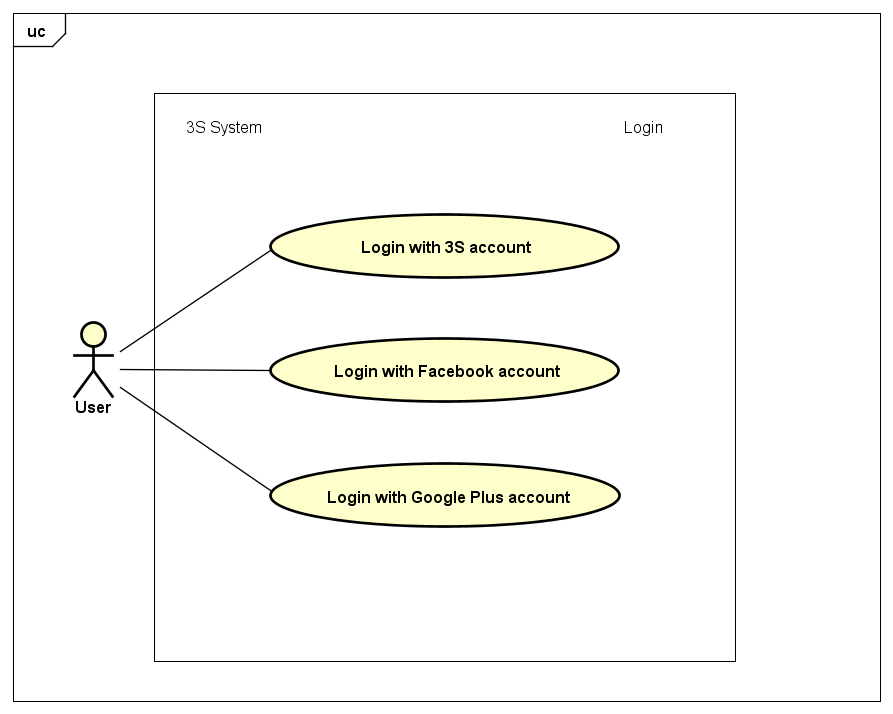 uc
3S System
Login
Login with 3S account
Login with Facebook account
User
Login with Google Plus account